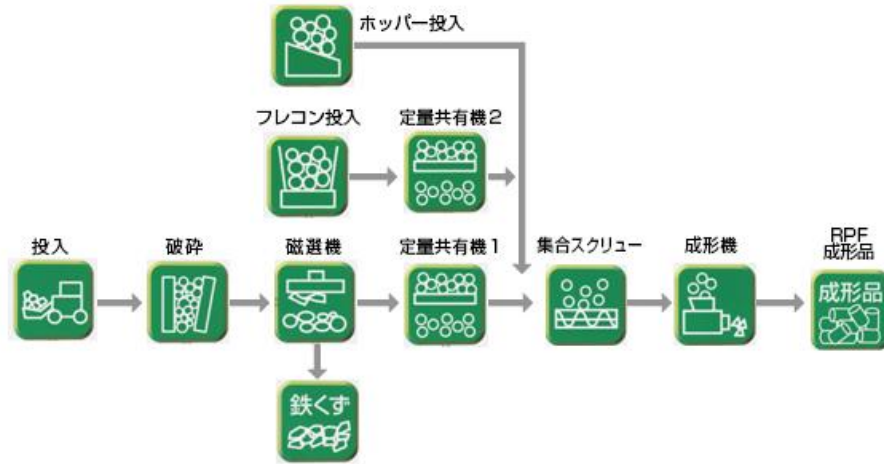 ホッパー投入
フレコン投入
定量共有機2
投入
破砕
磁選機
定量共有機1
集合スクリュー
成形機
RPF
成形品
成形品
鉄くず